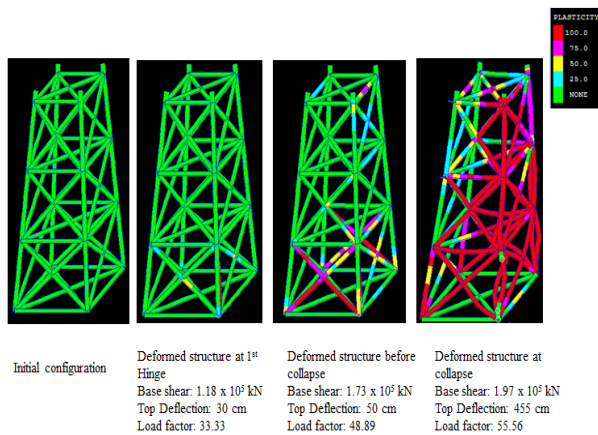 PLASTICITY
100.0
75.0
50.0
25.0
NONE
Initial configuration
Deformed structure at 1st
Hinge
Base shear: 1.18 x 10⁵ kN
Top Deflection: 30 cm
Load factor: 33.33
Deformed structure before
collapse
Base shear: 1.73 x 10⁵ kN
Top Deflection: 50 cm
Load factor: 48.89
Deformed structure at
collapse
Base shear: 1.97 x 10⁵ kN
Top Deflection: 455 cm
Load factor: 55.56